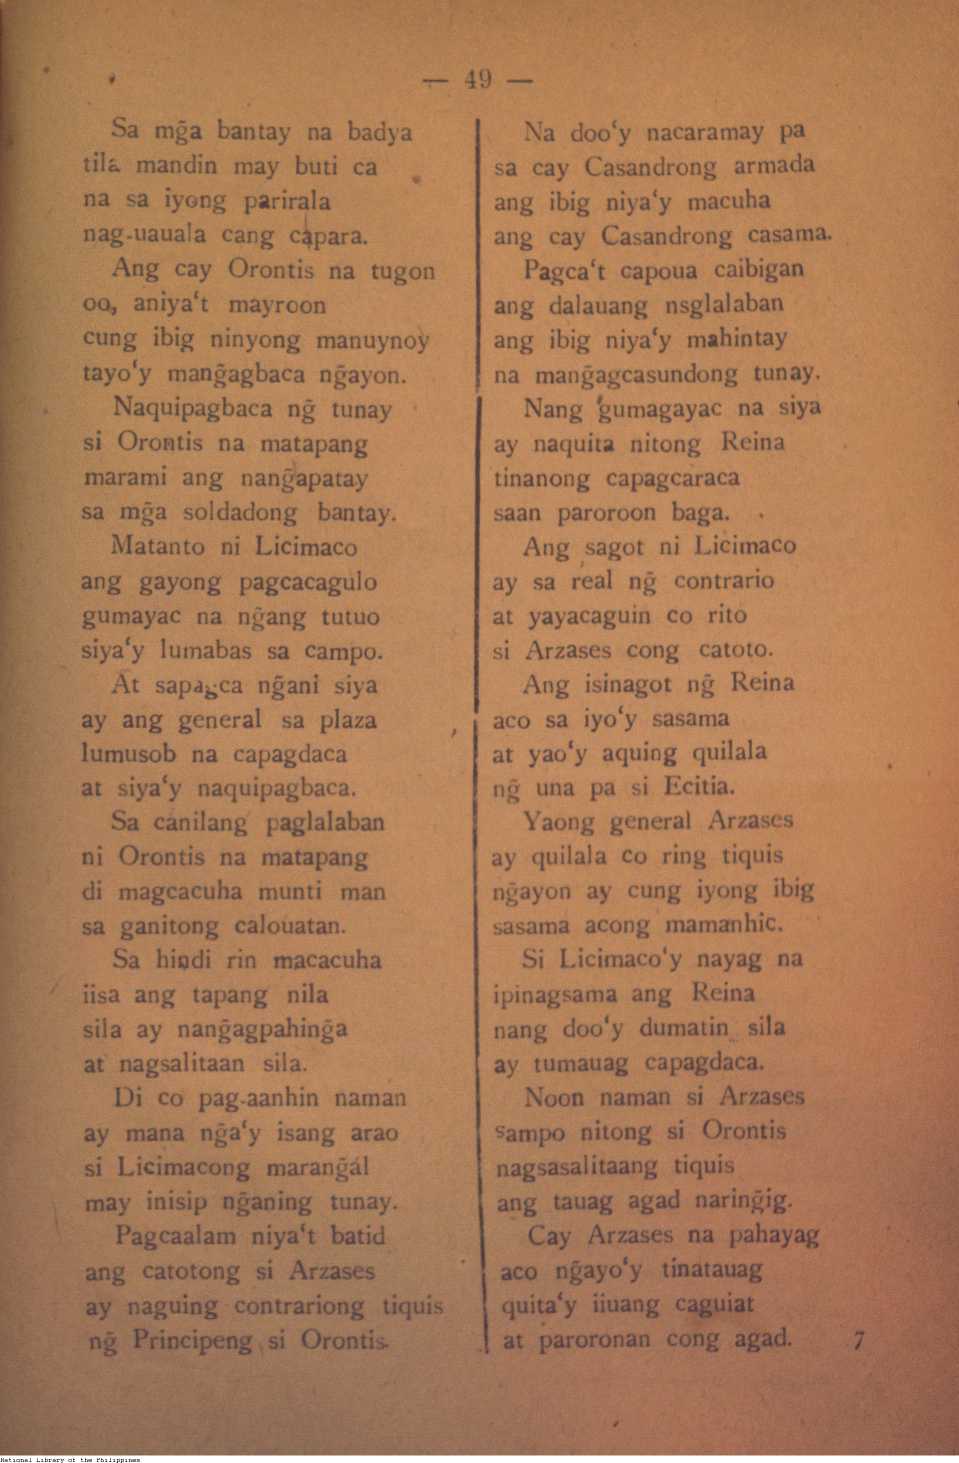 — 49 —
Sa mg̃a bantay na badya
tila mandin may buti ca
na sa iyong parirala
nag-uauala cang capara.
Ang cay Orontis na tugon
oo, aniya‘t mayroon
cung ibig ninyong manuynoy
tayo‘y mang̃agbaca ng̃ayon.
Naquipagbaca ng̃ tunay
si Orontis na matapang
marami ang nang̃apatay
sa mg̃a soldadong bantay.
Matanto ni Licimaco
ang gayong pagcacagulo
gumayac na ng̃ang tutuo
siya‘y lumabas sa campo.
At sapagca ng̃ani siya
ay ang general sa plaza
lumusob na capagdaca
at siya‘y naquipagbaca.
Sa canilang paglalaban
ni Orontis na matapang
di magcacuha munti man
sa ganitong calouatan.
Sa hindi rin macacuha
iisa ang tapang nila
sila ay nang̃agpahing̃a
at nagsalitaan sila.
Di co pag-aanhin naman
ay mana ng̃a‘y isang arao
si Licimacong marang̃ál
may inisip ng̃aning tunay.
Pagcaalam niya‘t batid
ang catotong si Arzases
ay naguing contrariong tiquis
ng̃ Principeng si Orontis.
Na doo‘y nacaramay pa
sa cay Casandrong armada
ang ibig niya‘y macuha
ang cay Casandrong casama.
Pagca‘t capoua caibigan
ang dalauang nsglalaban
ang ibig niya‘y mahintay
na mang̃agcasundong tunay.
Nang gumagayac na siya
ay naquita nitong Reina
tinanong capagcaraca
saan paroroon baga.
Ang sagot ni Licimaco
ay sa real ng̃ contrario
at yayacaguin co rito
si Arzases cong catoto.
Ang isinagot ng̃ Reina
aco sa iyo‘y sasama
at yao‘y aquing quilala
ng̃ una pa si Ecitia.
Yaong general Arzases
ay quilala co ring tiquis
ng̃ayon ay cung iyong ibig
sasama acong mamanhic.
Si Licimaco‘y nayag na
ipinagsama ang Reina
nang doo‘y dumatin sila
ay tumauag capagdaca.
Noon naman si Arzases
sampo nitong si Orontis
nagsasalitaang tiquis
ang tauag agad naring̃ig.
Cay Arzases na pahayag
aco ng̃ayo‘y tinatauag
quita‘y iiuang caguiat
at paroronan cong agad.
7
National Library of the Philippines